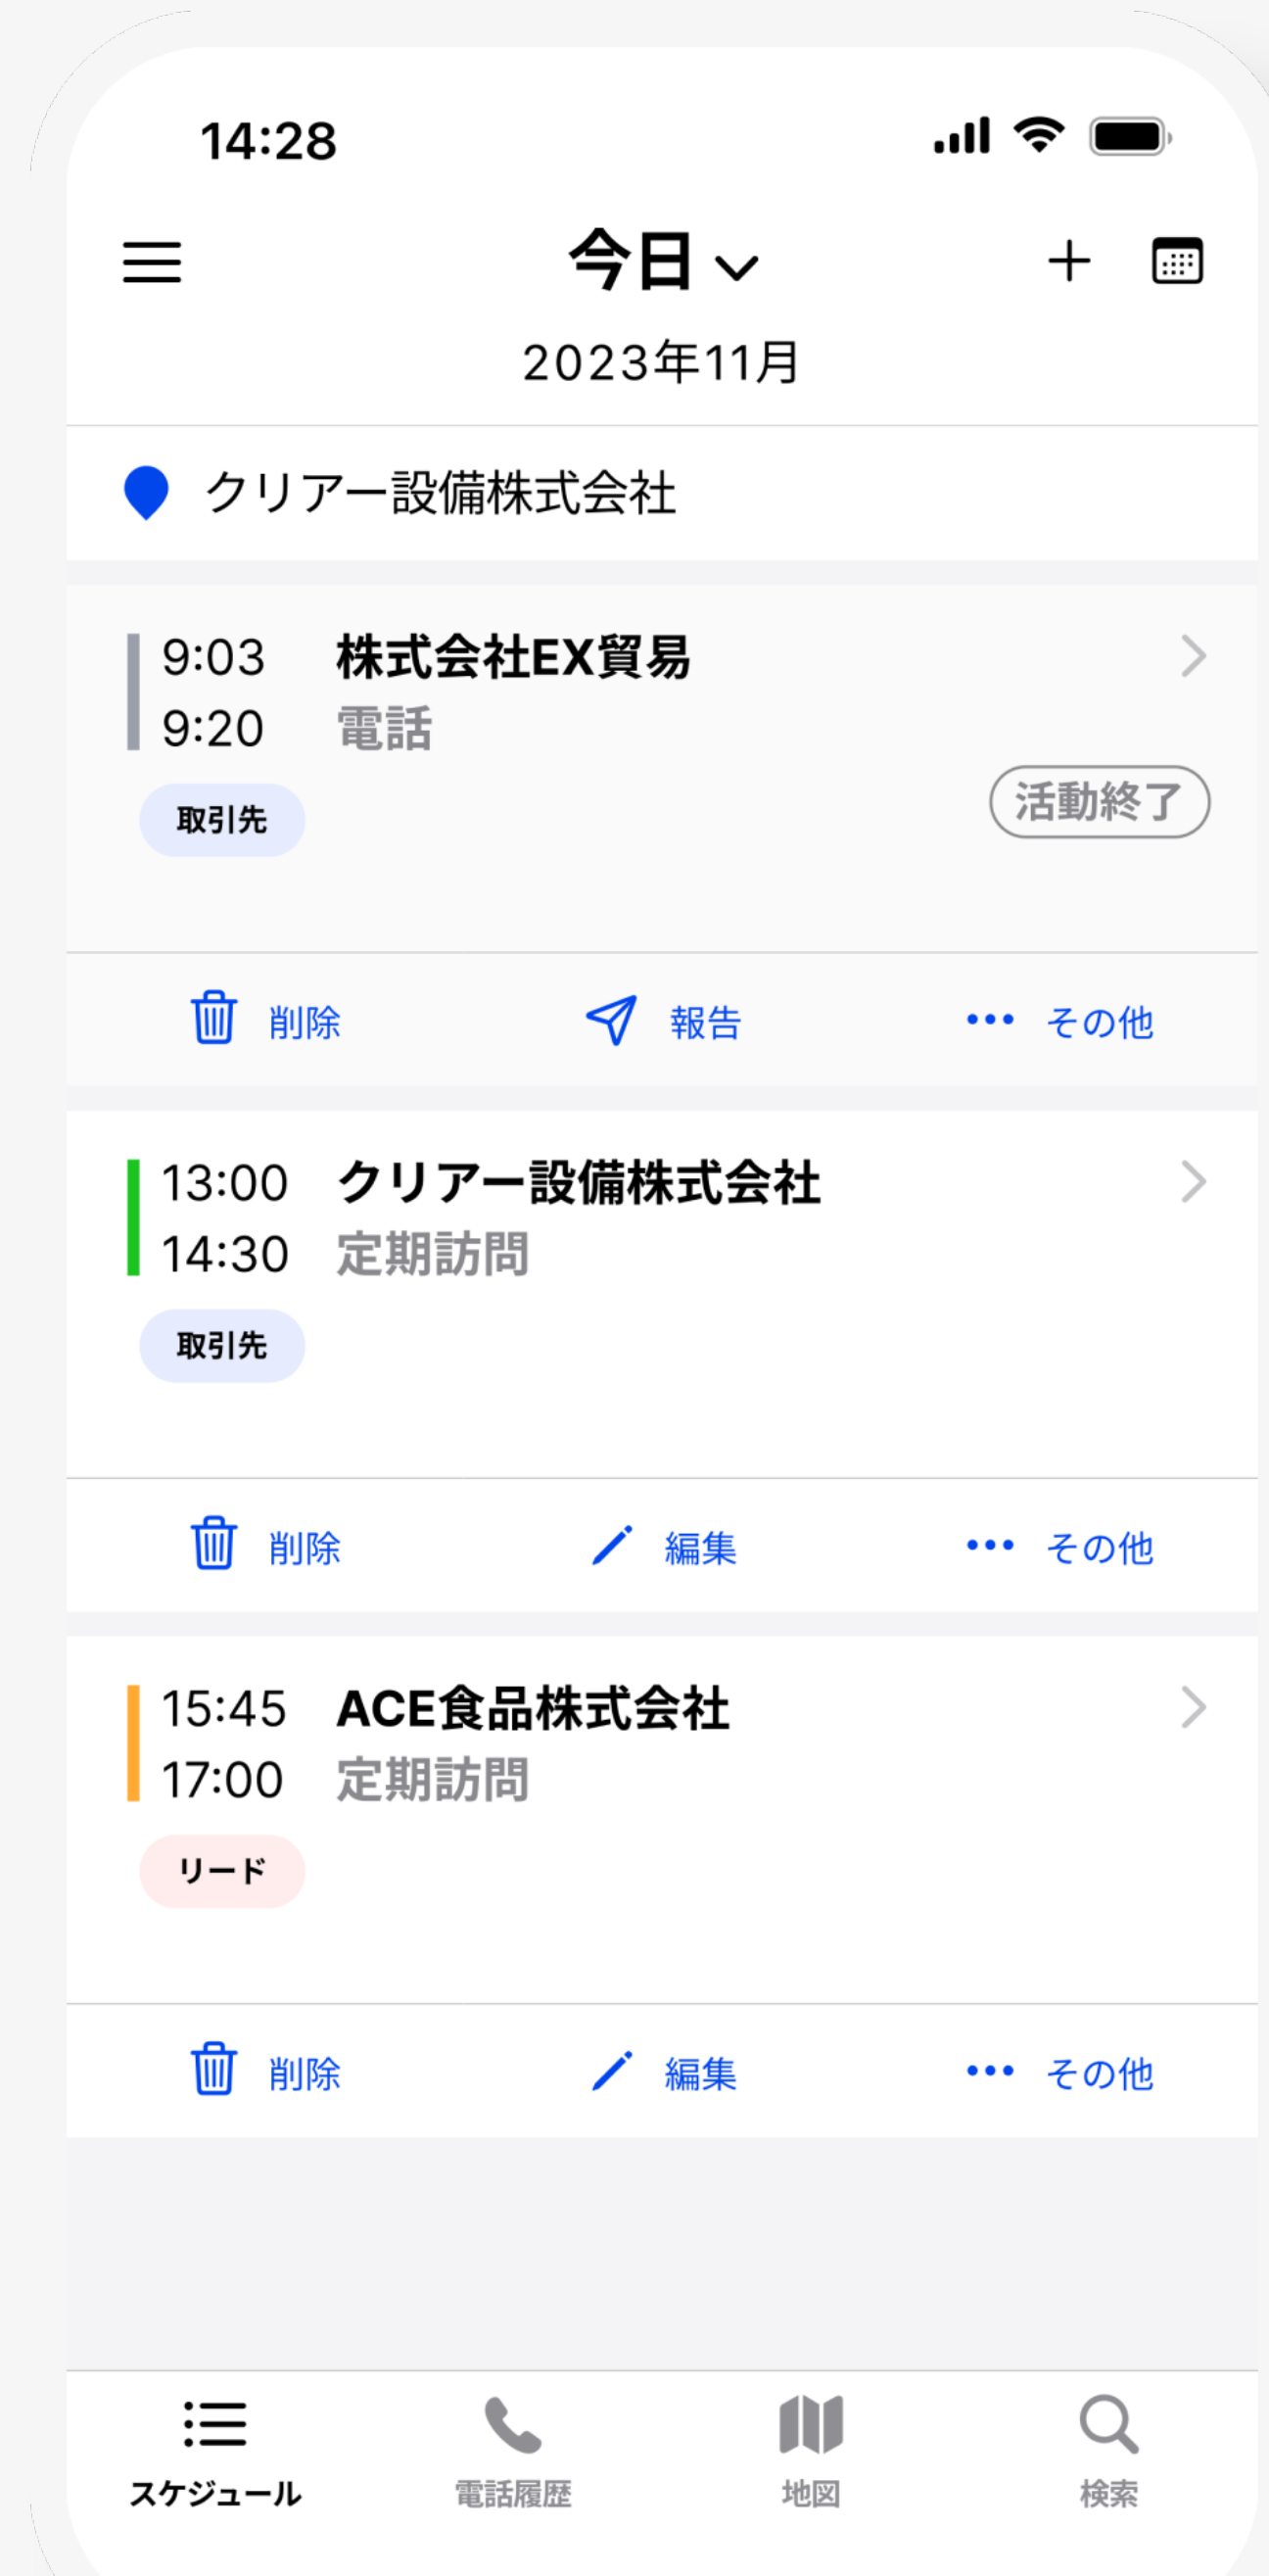 14:28
今日
2023年11月
クリアー設備株式会社
9:03 株式会社EX貿易
9:20 電話
取引先
活動終了
削除 報告 その他
13:00 クリアー設備株式会社
14:30 定期訪問
取引先
削除 編集 その他
15:45 ACE食品株式会社
17:00 定期訪問
リード
削除 編集 その他
スケジュール 電話履歴 地図 検索